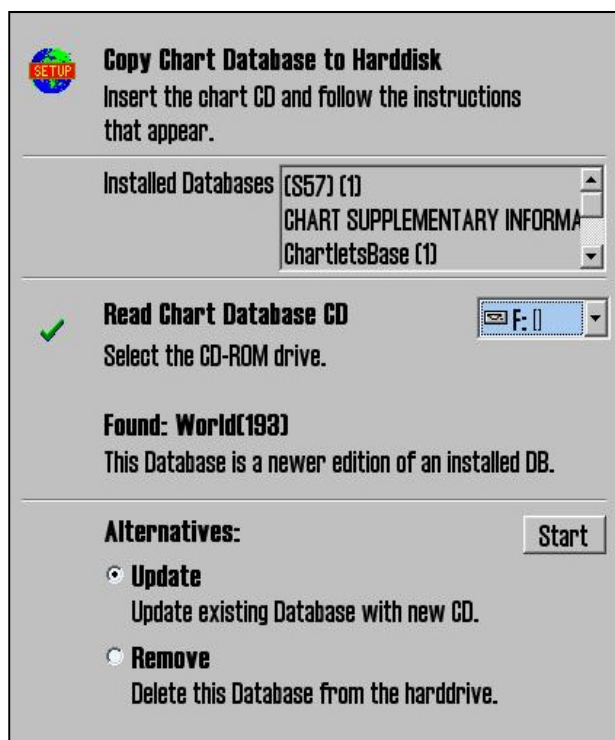 SETUP
Copy Chart Database to Harddisk
Insert the chart CD and follow the instructions
that appear.
Installed Databases
(S57) (1)
CHART SUPPLEMENTARY INFORMA
ChartletsBase (1)
Read Chart Database CD
F: []
Select the CD-ROM drive.
Found: World(193)
This Database is a newer edition of an installed DB.
Alternatives:
Start
Update
Update existing Database with new CD.
Remove
Delete this Database from the harddrive.